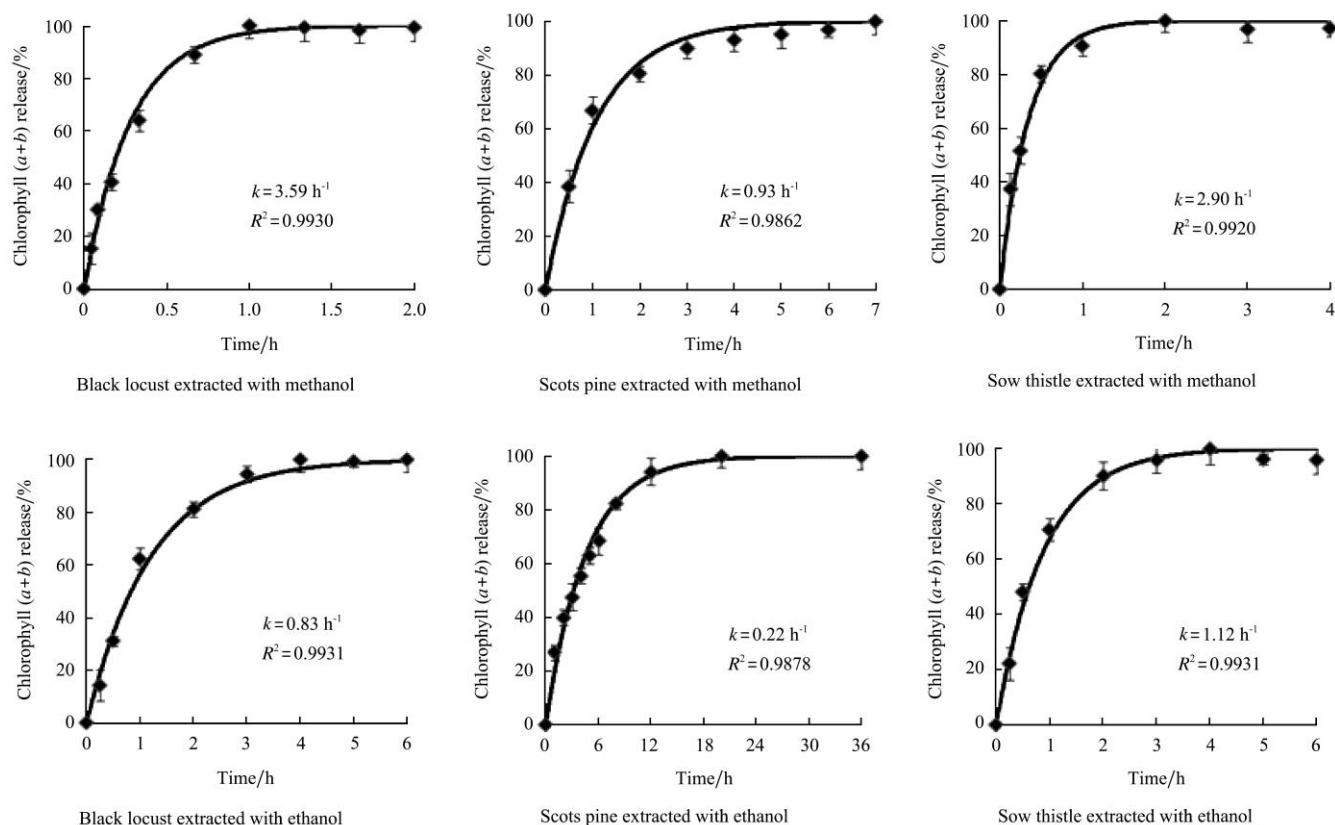 Chlorophyll (a+b) release/%
100
80
60
40
20
0
k=3.59 h⁻¹
R²=0.9930
0 0.5 1.0 1.5 2.0
Time/h
Black locust extracted with methanol
Chlorophyll (a+b) release/%
100
80
60
40
20
0
k=0.93 h⁻¹
R²=0.9862
0 1 2 3 4 5 6 7
Time/h
Scots pine extracted with methanol
Chlorophyll (a+b) release/%
100
80
60
40
20
0
k=2.90 h⁻¹
R²=0.9920
0 1 2 3 4
Time/h
Sow thistle extracted with methanol
Chlorophyll (a+b) release/%
100
80
60
40
20
0
k=0.83 h⁻¹
R²=0.9931
0 1 2 3 4 5 6
Time/h
Black locust extracted with ethanol
Chlorophyll (a+b) release/%
100
80
60
40
20
0
k=0.22 h⁻¹
R²=0.9878
0 6 12 18 24 30 36
Time/h
Scots pine extracted with ethanol
Chlorophyll (a+b) release/%
100
80
60
40
20
0
k=1.12 h⁻¹
R²=0.9931
0 1 2 3 4 5 6
Time/h
Sow thistle extracted with ethanol